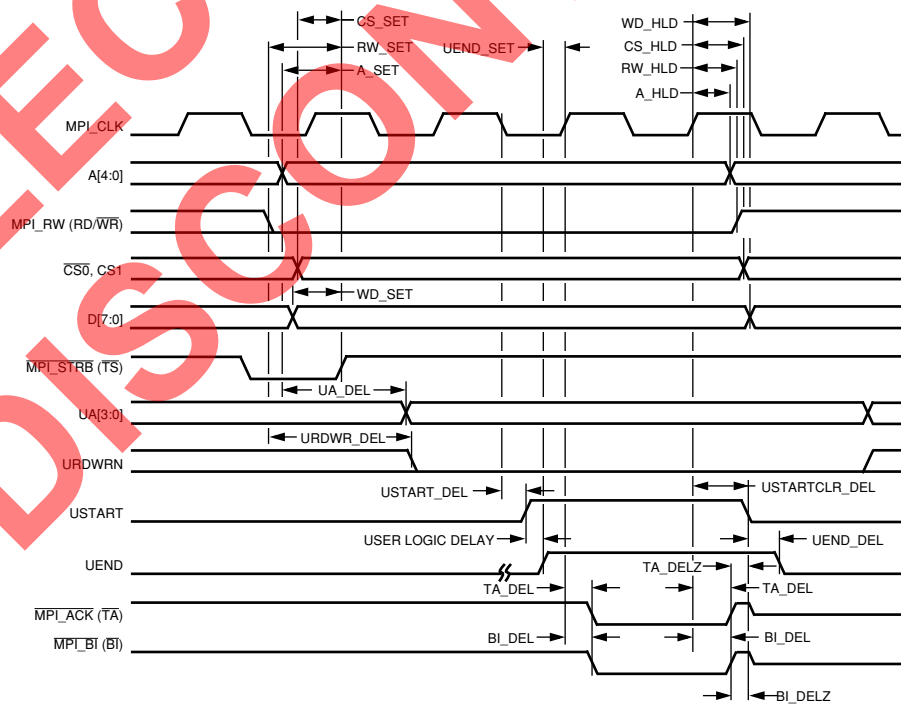 CS_SET
WD_HLD
RW_SET
UEND_SET
CS_HLD
A_SET
RW_HLD
A_HLD
MPI_CLK
A[4:0]
MPI_RW (RD/WR)
CS0, CS1
WD_SET
D[7:0]
MPI_STRB (TS)
UA_DEL
UA[3:0]
URDWR_DEL
URDWRN
USTART_DEL
USTARTCLR_DEL
USTART
USER LOGIC DELAY
UEND_DEL
UEND
TA_DELZ
TA_DEL
TA_DEL
MPI_ACK (TA)
MPI_BI (BI)
BI_DEL
BI_DEL
BI_DELZ
DISCON